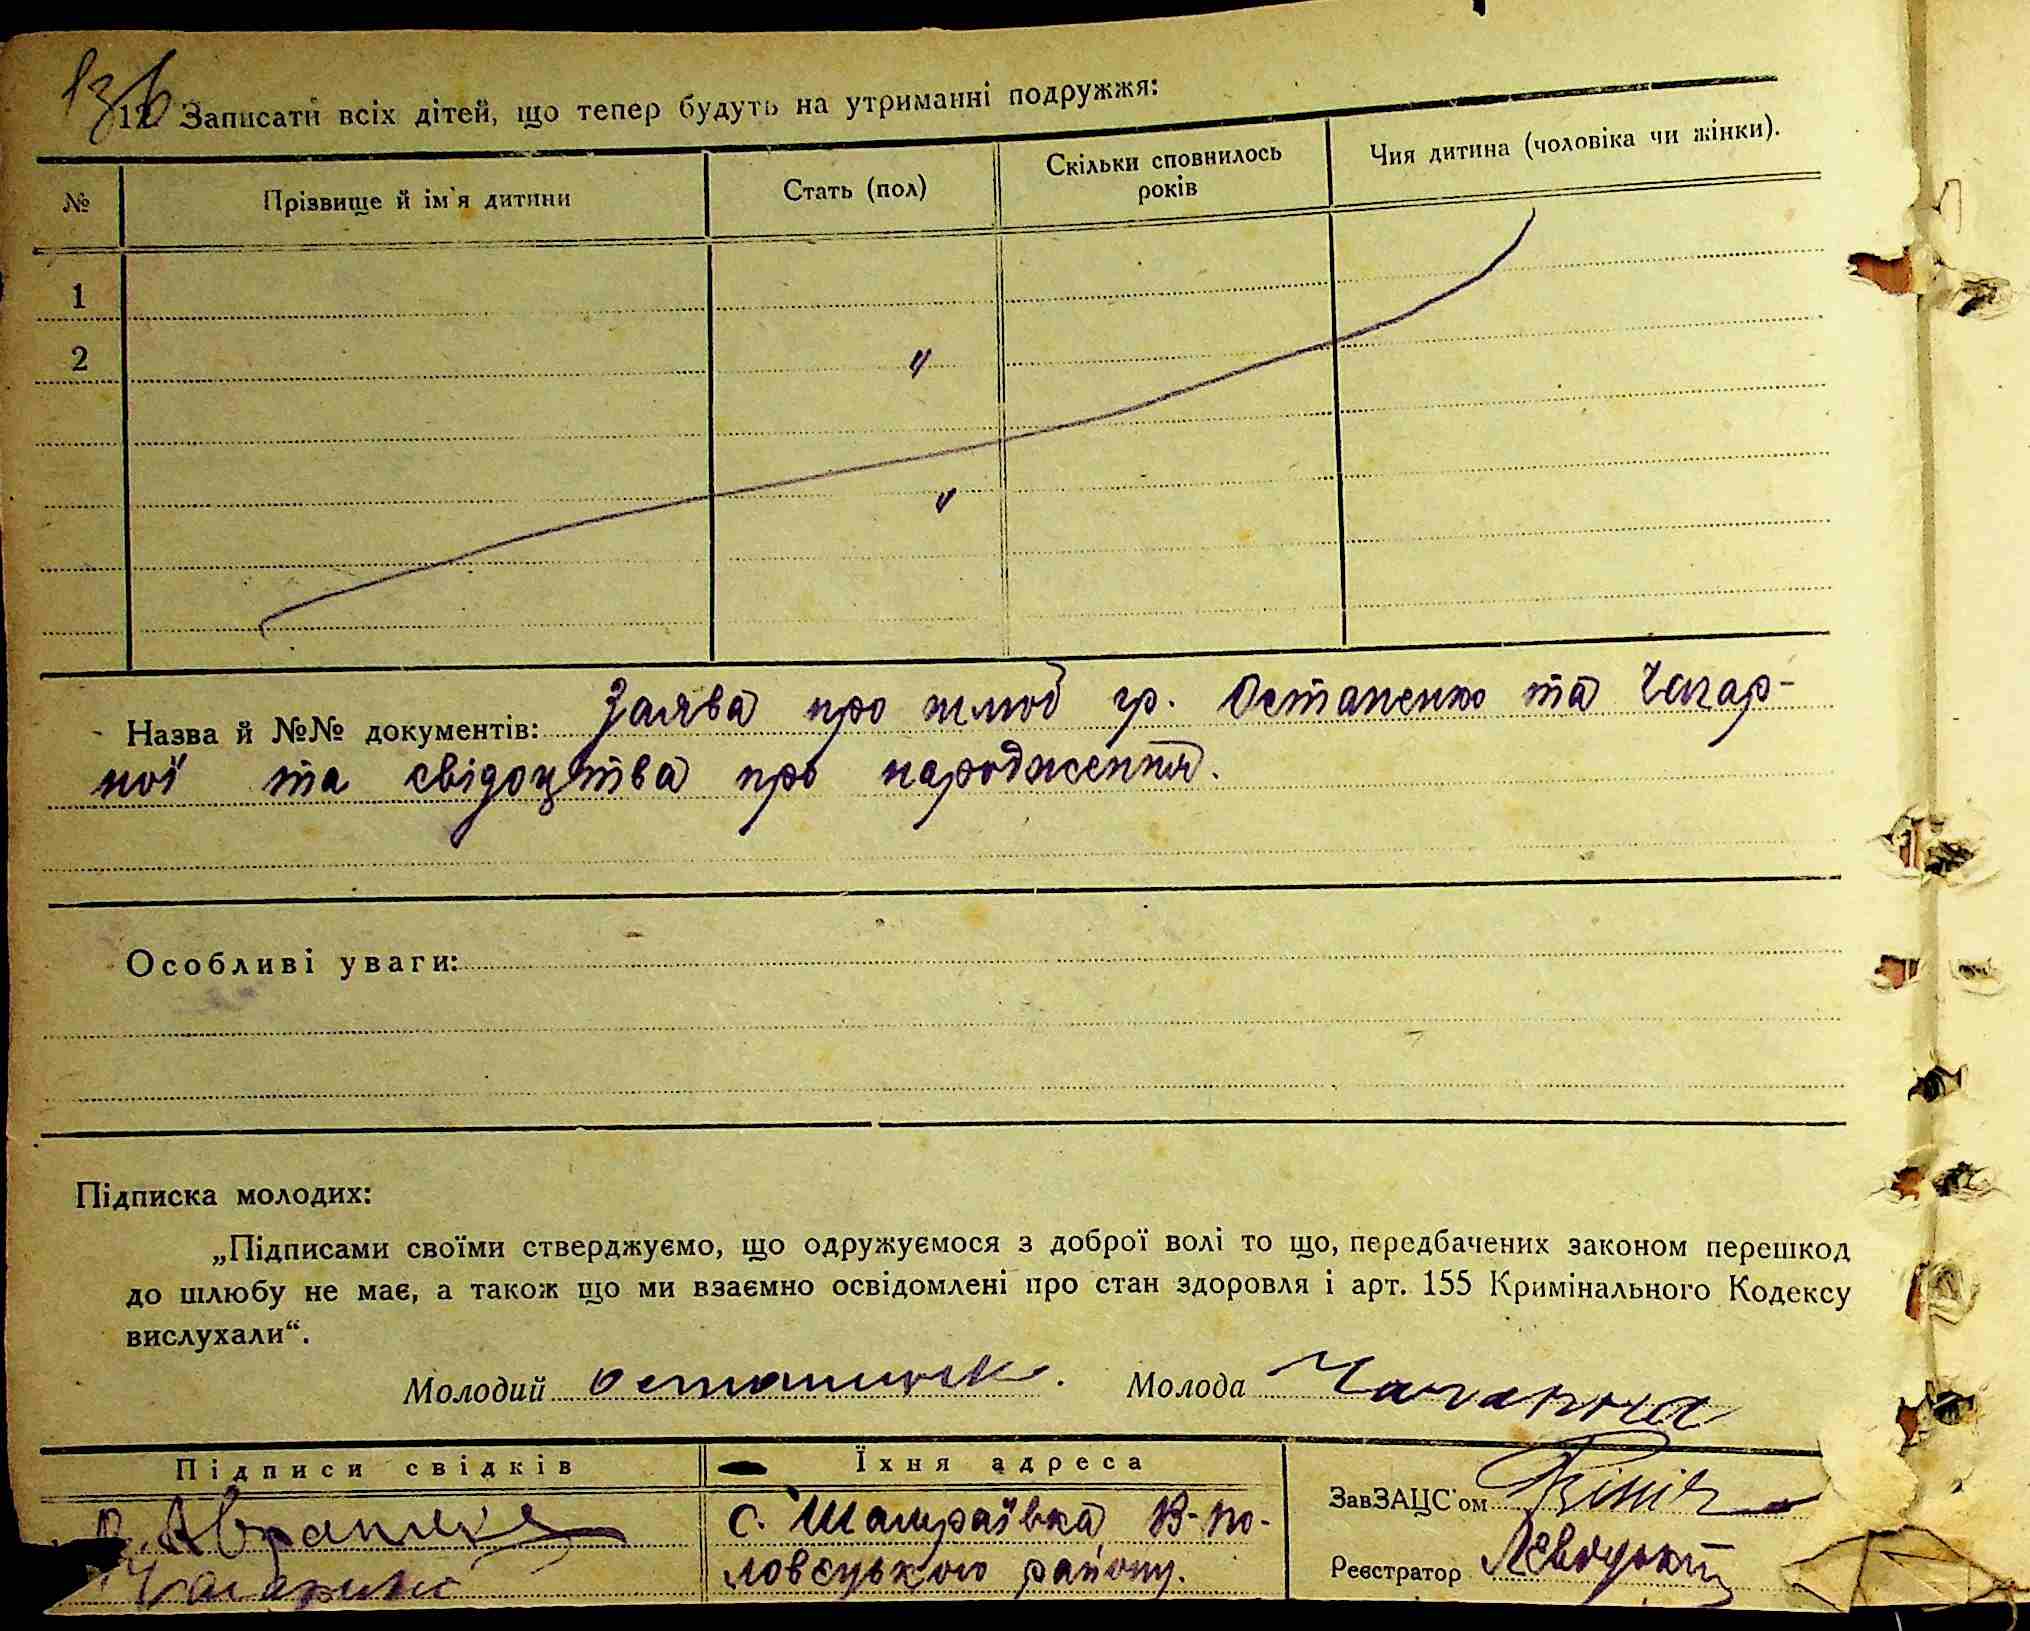 136
12. Записати всіх дітей, що тепер будуть на утриманні подружжя:
№ Прізвище й ім'я дитини Стать (пол) Скільки сповнилось років Чия дитина (чоловіка чи жінки).
1
2 "
"
Назва й №№ документів: Заява про шлюб гр. Остапенко та Чагар-
ної та свідоцтва про народження.
Особливі уваги:
Підписка молодих:
„Підписами своїми стверджуємо, що одружуємося з доброї волі то що, передбачених законом перешкод
до шлюбу не має, а також що ми взаємно освідомлені про стан здоровля і арт. 155 Кримінального Кодексу
вислухали“.
Молодий Остапенко. Молода Чагарна
Підписи свідків Їхня адреса
с. Шамраївка В-По-
ловецького району.
ЗавЗАЦС'ом
Реєстратор